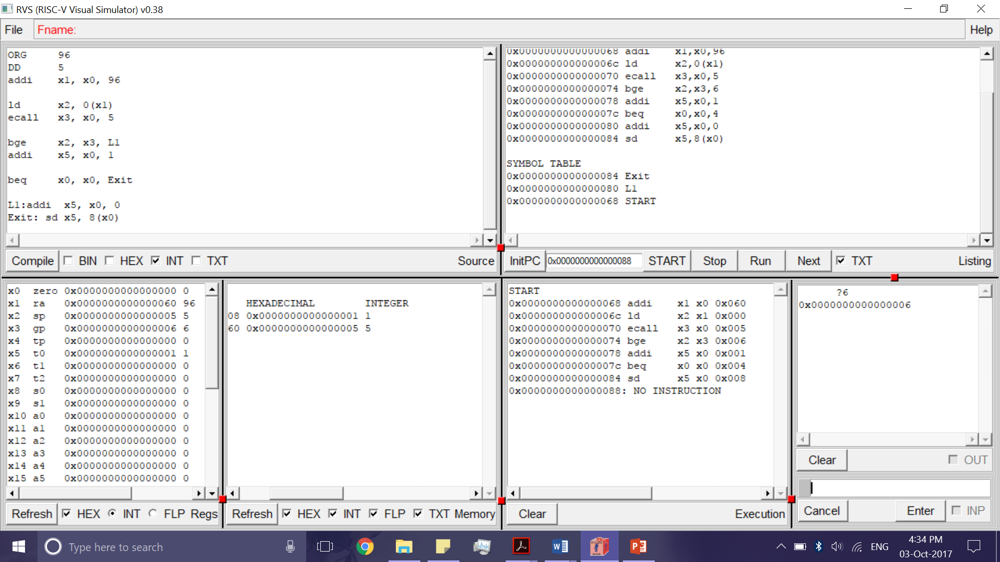 RVS (RISC-V Visual Simulator) v0.38
File Fname: Help
ORG 96
DD 5
addi x1, x0, 96
ld x2, 0(x1)
ecall x3, x0, 5
bge x2, x3, L1
addi x5, x0, 1
beq x0, x0, Exit
L1:addi x5, x0, 0
Exit: sd x5, 8(x0)
Compile BIN HEX INT TXT Source
0x0000000000000068 addi x1,x0,96
0x000000000000006c ld x2,0(x1)
0x0000000000000070 ecall x3,x0,5
0x0000000000000074 bge x2,x3,6
0x0000000000000078 addi x5,x0,1
0x000000000000007c beq x0,x0,4
0x0000000000000080 addi x5,x0,0
0x0000000000000084 sd x5,8(x0)
SYMBOL TABLE
0x0000000000000084 Exit
0x0000000000000080 L1
0x0000000000000068 START
InitPC 0x0000000000000088 START Stop Run Next TXT Listing
x0 zero 0x0000000000000000 0
x1 ra 0x0000000000000060 96
x2 sp 0x0000000000000005 5
x3 gp 0x0000000000000006 6
x4 tp 0x0000000000000000 0
x5 t0 0x0000000000000001 1
x6 t1 0x0000000000000000 0
x7 t2 0x0000000000000000 0
x8 s0 0x0000000000000000 0
x9 s1 0x0000000000000000 0
x10 a0 0x0000000000000000 0
x11 a1 0x0000000000000000 0
x12 a2 0x0000000000000000 0
x13 a3 0x0000000000000000 0
x14 a4 0x0000000000000000 0
x15 a5 0x0000000000000000 0
Refresh HEX INT FLP Regs
HEXADECIMAL INTEGER
08 0x0000000000000001 1
60 0x0000000000000005 5
Refresh HEX INT FLP TXT Memory
START
0x0000000000000068 addi x1 x0 0x060
0x000000000000006c ld x2 x1 0x000
0x0000000000000070 ecall x3 x0 0x005
0x0000000000000074 bge x2 x3 0x006
0x0000000000000078 addi x5 x0 0x001
0x000000000000007c beq x0 x0 0x004
0x0000000000000084 sd x5 x0 0x008
0x0000000000000088: NO INSTRUCTION
Clear Execution
?6
0x0000000000000006
Clear OUT
Cancel Enter INP
Type here to search
ENG
4:34 PM
03-Oct-2017